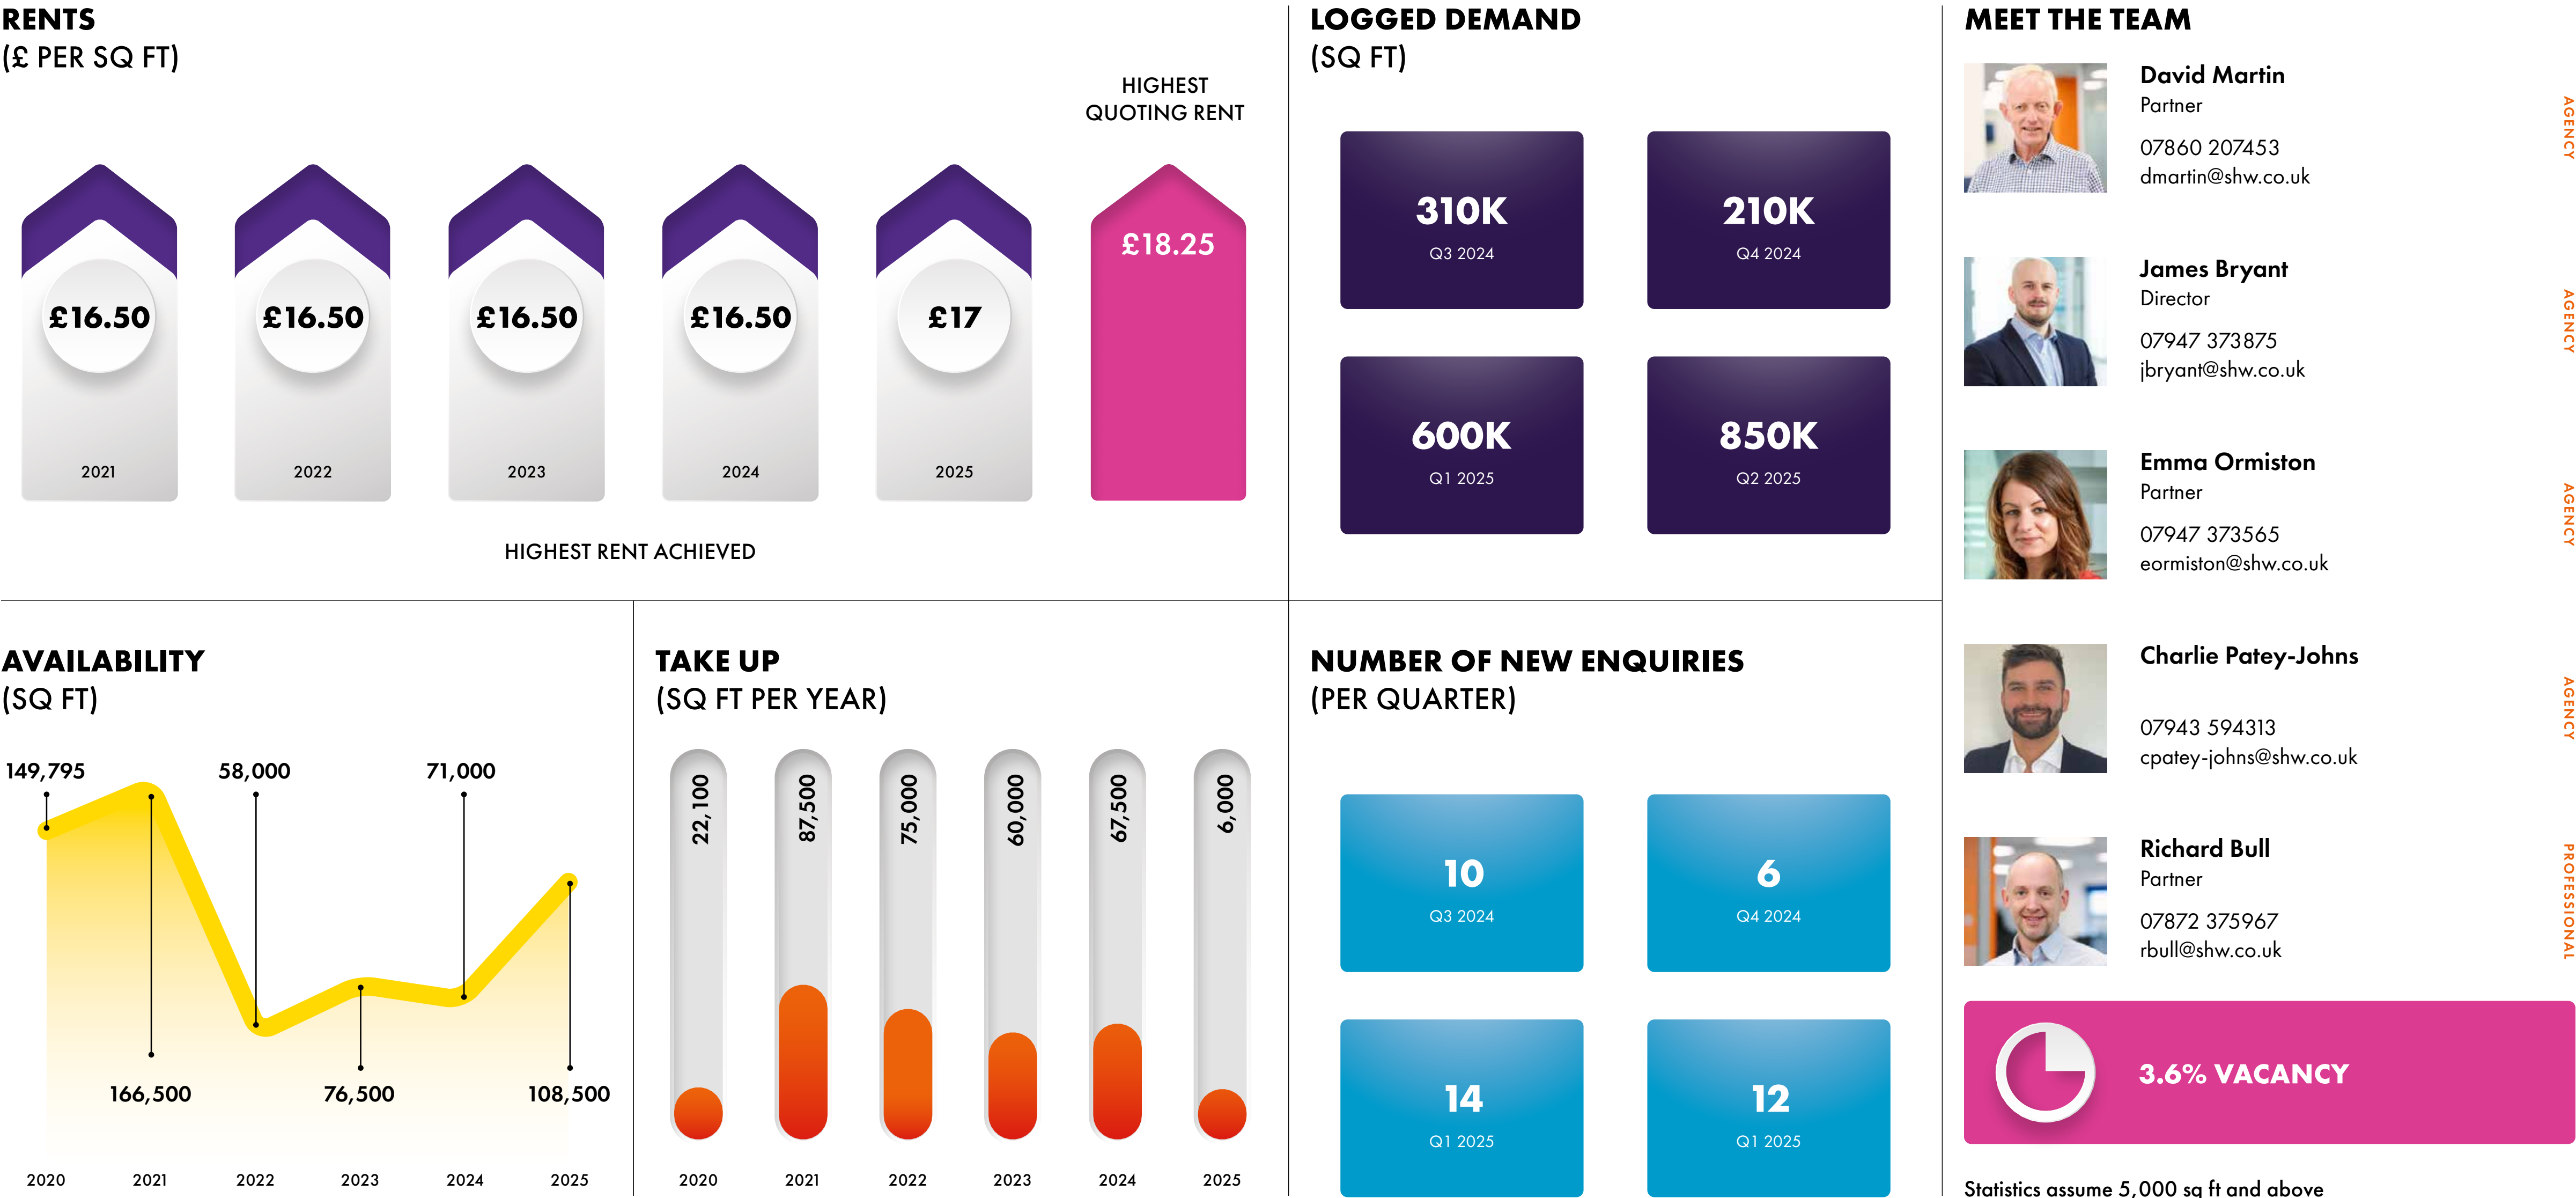 RENTS
(£ PER SQ FT)
HIGHEST
QUOTING RENT
£16.50
£16.50
£16.50
£16.50
£17
£18.25
2021
2022
2023
2024
2025
HIGHEST RENT ACHIEVED
LOGGED DEMAND
(SQ FT)
310K
Q3 2024
210K
Q4 2024
600K
Q1 2025
850K
Q2 2025
AVAILABILITY
(SQ FT)
149,795
58,000
71,000
166,500
76,500
108,500
2020
2021
2022
2023
2024
2025
TAKE UP
(SQ FT PER YEAR)
22,100
87,500
75,000
60,000
67,500
6,000
2020
2021
2022
2023
2024
2025
NUMBER OF NEW ENQUIRIES
(PER QUARTER)
10
Q3 2024
6
Q4 2024
14
Q1 2025
12
Q1 2025
MEET THE TEAM
David Martin
Partner
07860 207453
dmartin@shw.co.uk
AGENCY
James Bryant
Director
07947 373875
jbryant@shw.co.uk
AGENCY
Emma Ormiston
Partner
07947 373565
eormiston@shw.co.uk
AGENCY
Charlie Patey-Johns
07943 594313
cpatey-johns@shw.co.uk
AGENCY
Richard Bull
Partner
07872 375967
rbull@shw.co.uk
PROFESSIONAL
3.6% VACANCY
Statistics assume 5,000 sq ft and above